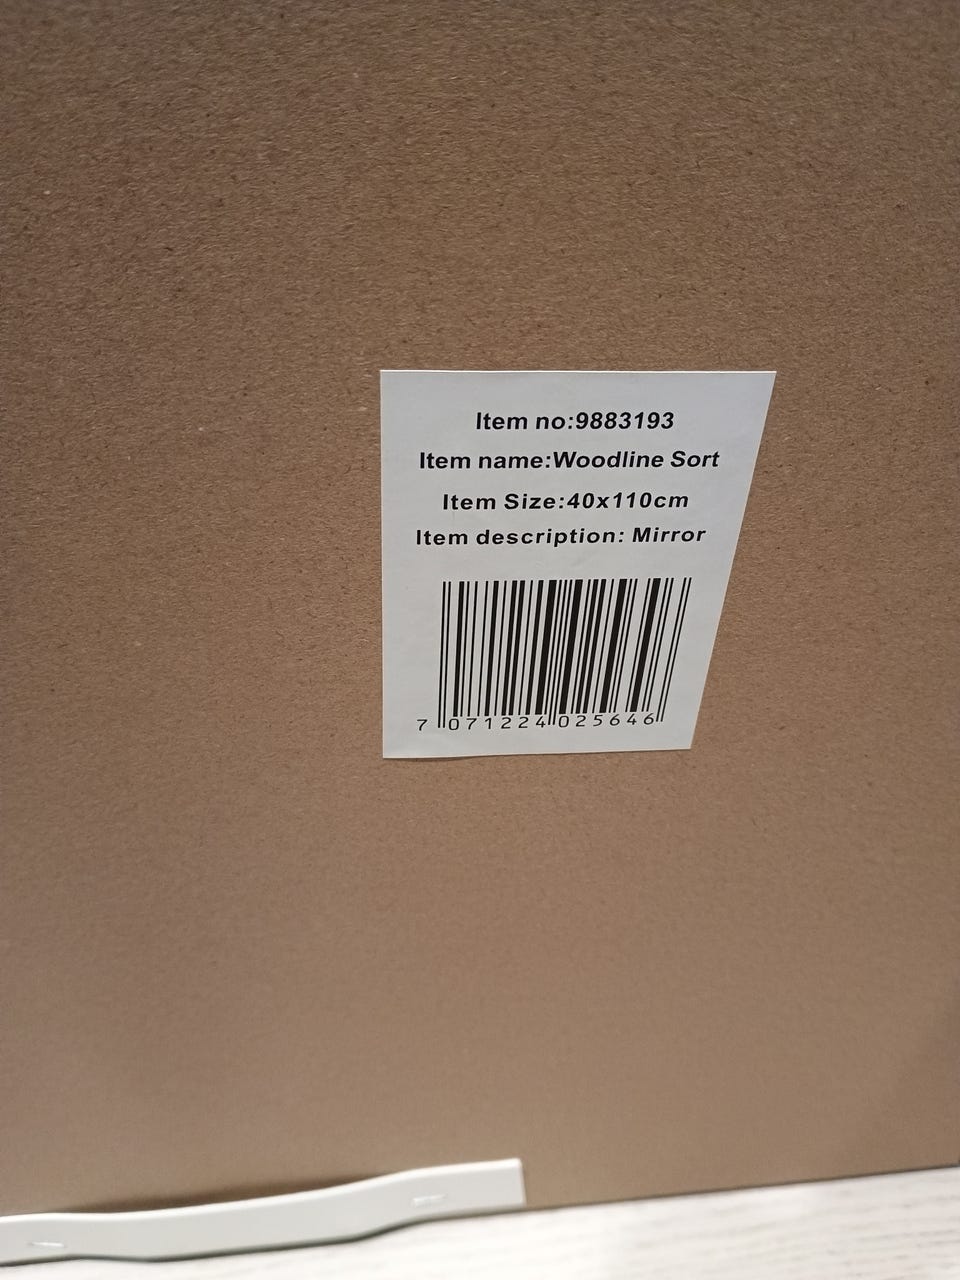 Item no:9883193
Item name:Woodline Sort
Item Size:40x110cm
Item description: Mirror
7 071224 025646